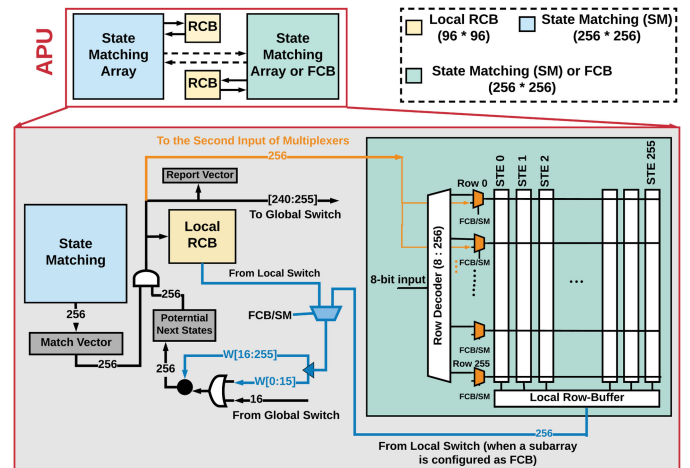 APU
State
Matching
Array
RCB
RCB
State
Matching
Array or FCB
Local RCB
(96 * 96)
State Matching (SM)
(256 * 256)
State Matching (SM) or FCB
(256 * 256)
To the Second Input of Multiplexers
256
Report Vector
[240:255]
To Global Switch
State
Matching
Local
RCB
From Local Switch
256
Match Vector
256
256
Potential
Next States
FCB/SM
256
W[16:255]
W[0:15]
16
From Global Switch
STE 0
STE 1
STE 2
STE 255
Row 0
FCB/SM
FCB/SM
8-bit input
Row Decoder (8 : 256)
...
FCB/SM
Row 255
FCB/SM
Local Row-Buffer
256
From Local Switch (when a subarray
is configured as FCB)